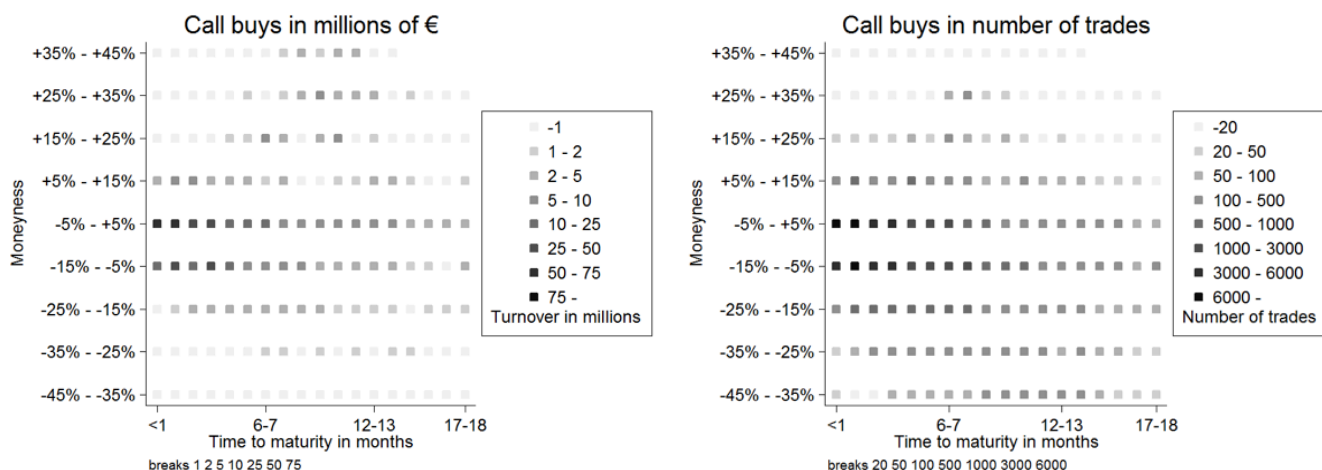 Call buys in millions of €
+35% - +45%
+25% - +35%
+15% - +25%
+5% - +15%
-5% - +5%
-15% - -5%
-25% - -15%
-35% - -25%
-45% - -35%
Moneyness
<1 6-7 12-13 17-18
Time to maturity in months
breaks 1 2 5 10 25 50 75
-1
1 - 2
2 - 5
5 - 10
10 - 25
25 - 50
50 - 75
75 -
Turnover in millions
Call buys in number of trades
+35% - +45%
+25% - +35%
+15% - +25%
+5% - +15%
-5% - +5%
-15% - -5%
-25% - -15%
-35% - -25%
-45% - -35%
Moneyness
<1 6-7 12-13 17-18
Time to maturity in months
breaks 20 50 100 500 1000 3000 6000
-20
20 - 50
50 - 100
100 - 500
500 - 1000
1000 - 3000
3000 - 6000
6000 -
Number of trades